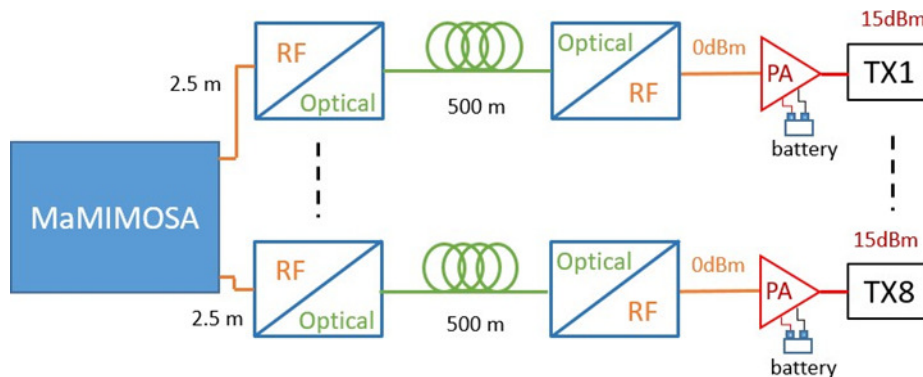 15dBm
RF
Optical
2.5 m
Optical
RF
500 m
0dBm
PA
TX1
battery
MaMIMOSA
15dBm
RF
Optical
2.5 m
Optical
RF
500 m
0dBm
PA
TX8
battery